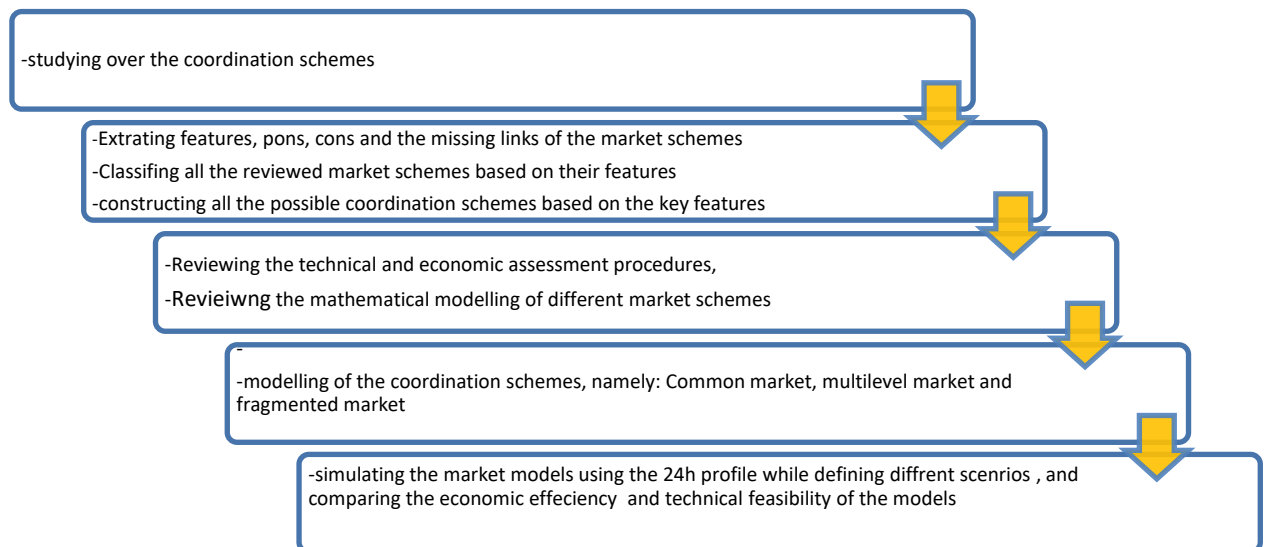 -studying over the coordination schemes
-Extrating features, pons, cons and the missing links of the market schemes
-Classifing all the reviewed market schemes based on their features
-constructing all the possible coordination schemes based on the key features
-Reviewing the technical and economic assessment procedures,
-Revieiwng the mathematical modelling of different market schemes
-
-modelling of the coordination schemes, namely: Common market, multilevel market and
fragmented market
-simulating the market models using the 24h profile while defining diffrent scenrios , and
comparing the economic effeciency and technical feasibility of the models